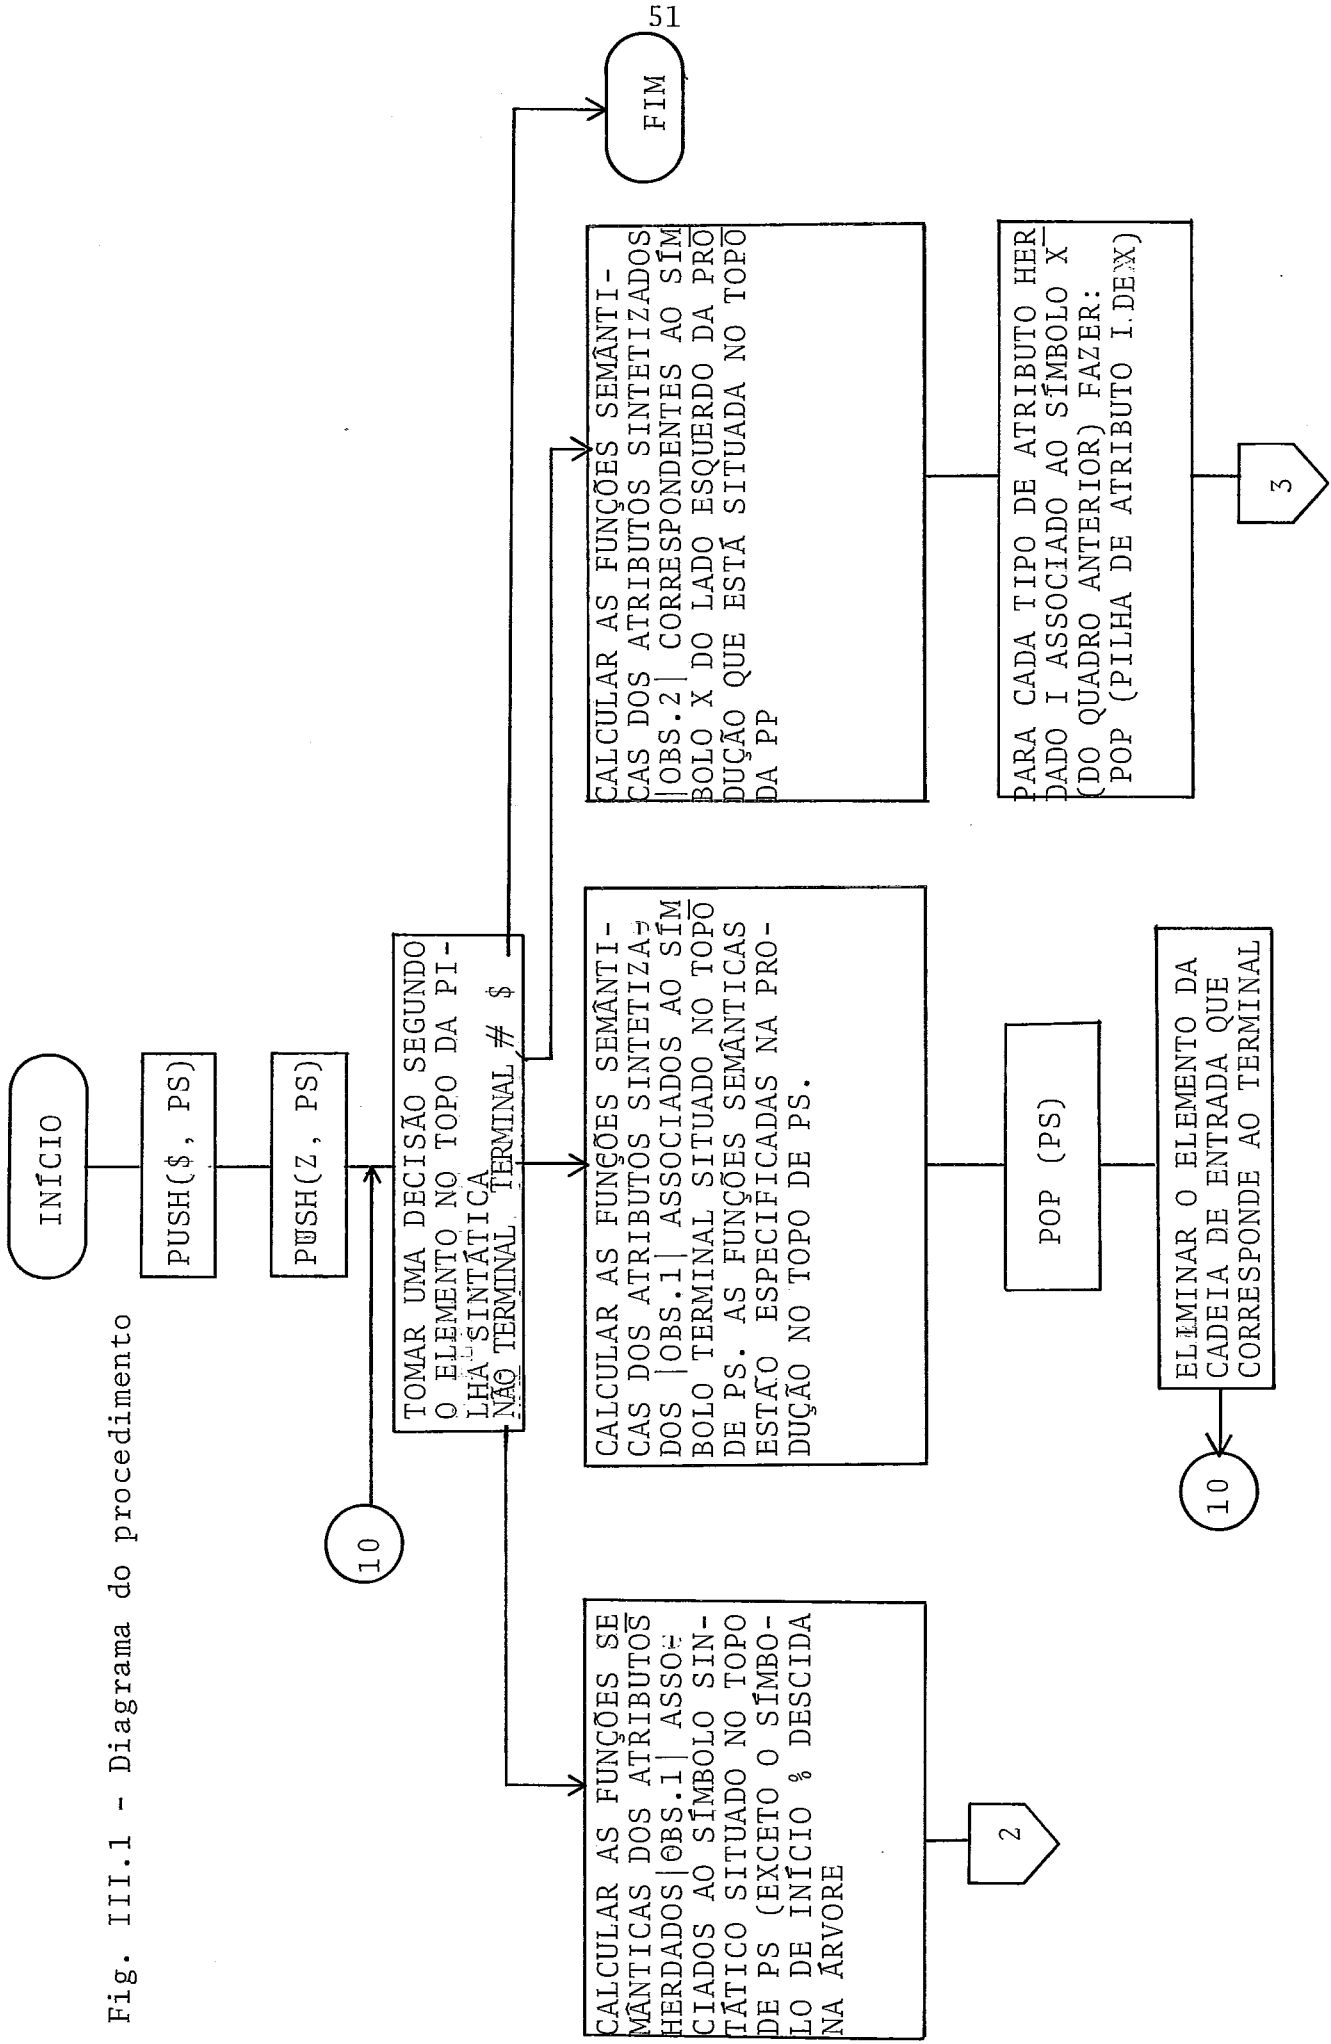 51
Fig. III.1 - Diagrama do procedimento
INÍCIO
PUSH($, PS)
PUSH(Z, PS)
10
TOMAR UMA DECISÃO SEGUNDO
O ELEMENTO NO TOPO DA PI-
LHA SINTÁTICA
NÃO TERMINAL TERMINAL # $
CALCULAR AS FUNÇÕES SE
MÂNTICAS DOS ATRIBUTOS
HERDADOS|OBS.1| ASSO-
CIADOS AO SÍMBOLO SIN-
TÁTICO SITUADO NO TOPO
DE PS (EXCETO O SÍMBO-
LO DE INÍCIO % DESCIDA
NA ÁRVORE
2
CALCULAR AS FUNÇÕES SEMÂNTI-
CAS DOS ATRIBUTOS SINTETIZA-
DOS |OBS.1| ASSOCIADOS AO SÍM
BOLO TERMINAL SITUADO NO TOPO
DE PS. AS FUNÇÕES SEMÂNTICAS
ESTÃO ESPECIFICADAS NA PRO-
DUÇÃO NO TOPO DE PS.
POP (PS)
ELIMINAR O ELEMENTO DA
CADEIA DE ENTRADA QUE
CORRESPONDE AO TERMINAL
10
CALCULAR AS FUNÇÕES SEMÂNTI-
CAS DOS ATRIBUTOS SINTETIZADOS
|OBS.2| CORRESPONDENTES AO SÍM
BOLO X DO LADO ESQUERDO DA PRO
DUÇÃO QUE ESTÁ SITUADA NO TOPO
DA PP
PARA CADA TIPO DE ATRIBUTO HER
DADO I ASSOCIADO AO SÍMBOLO X
(DO QUADRO ANTERIOR) FAZER:
POP (PILHA DE ATRIBUTO I DE X)
3
FIM